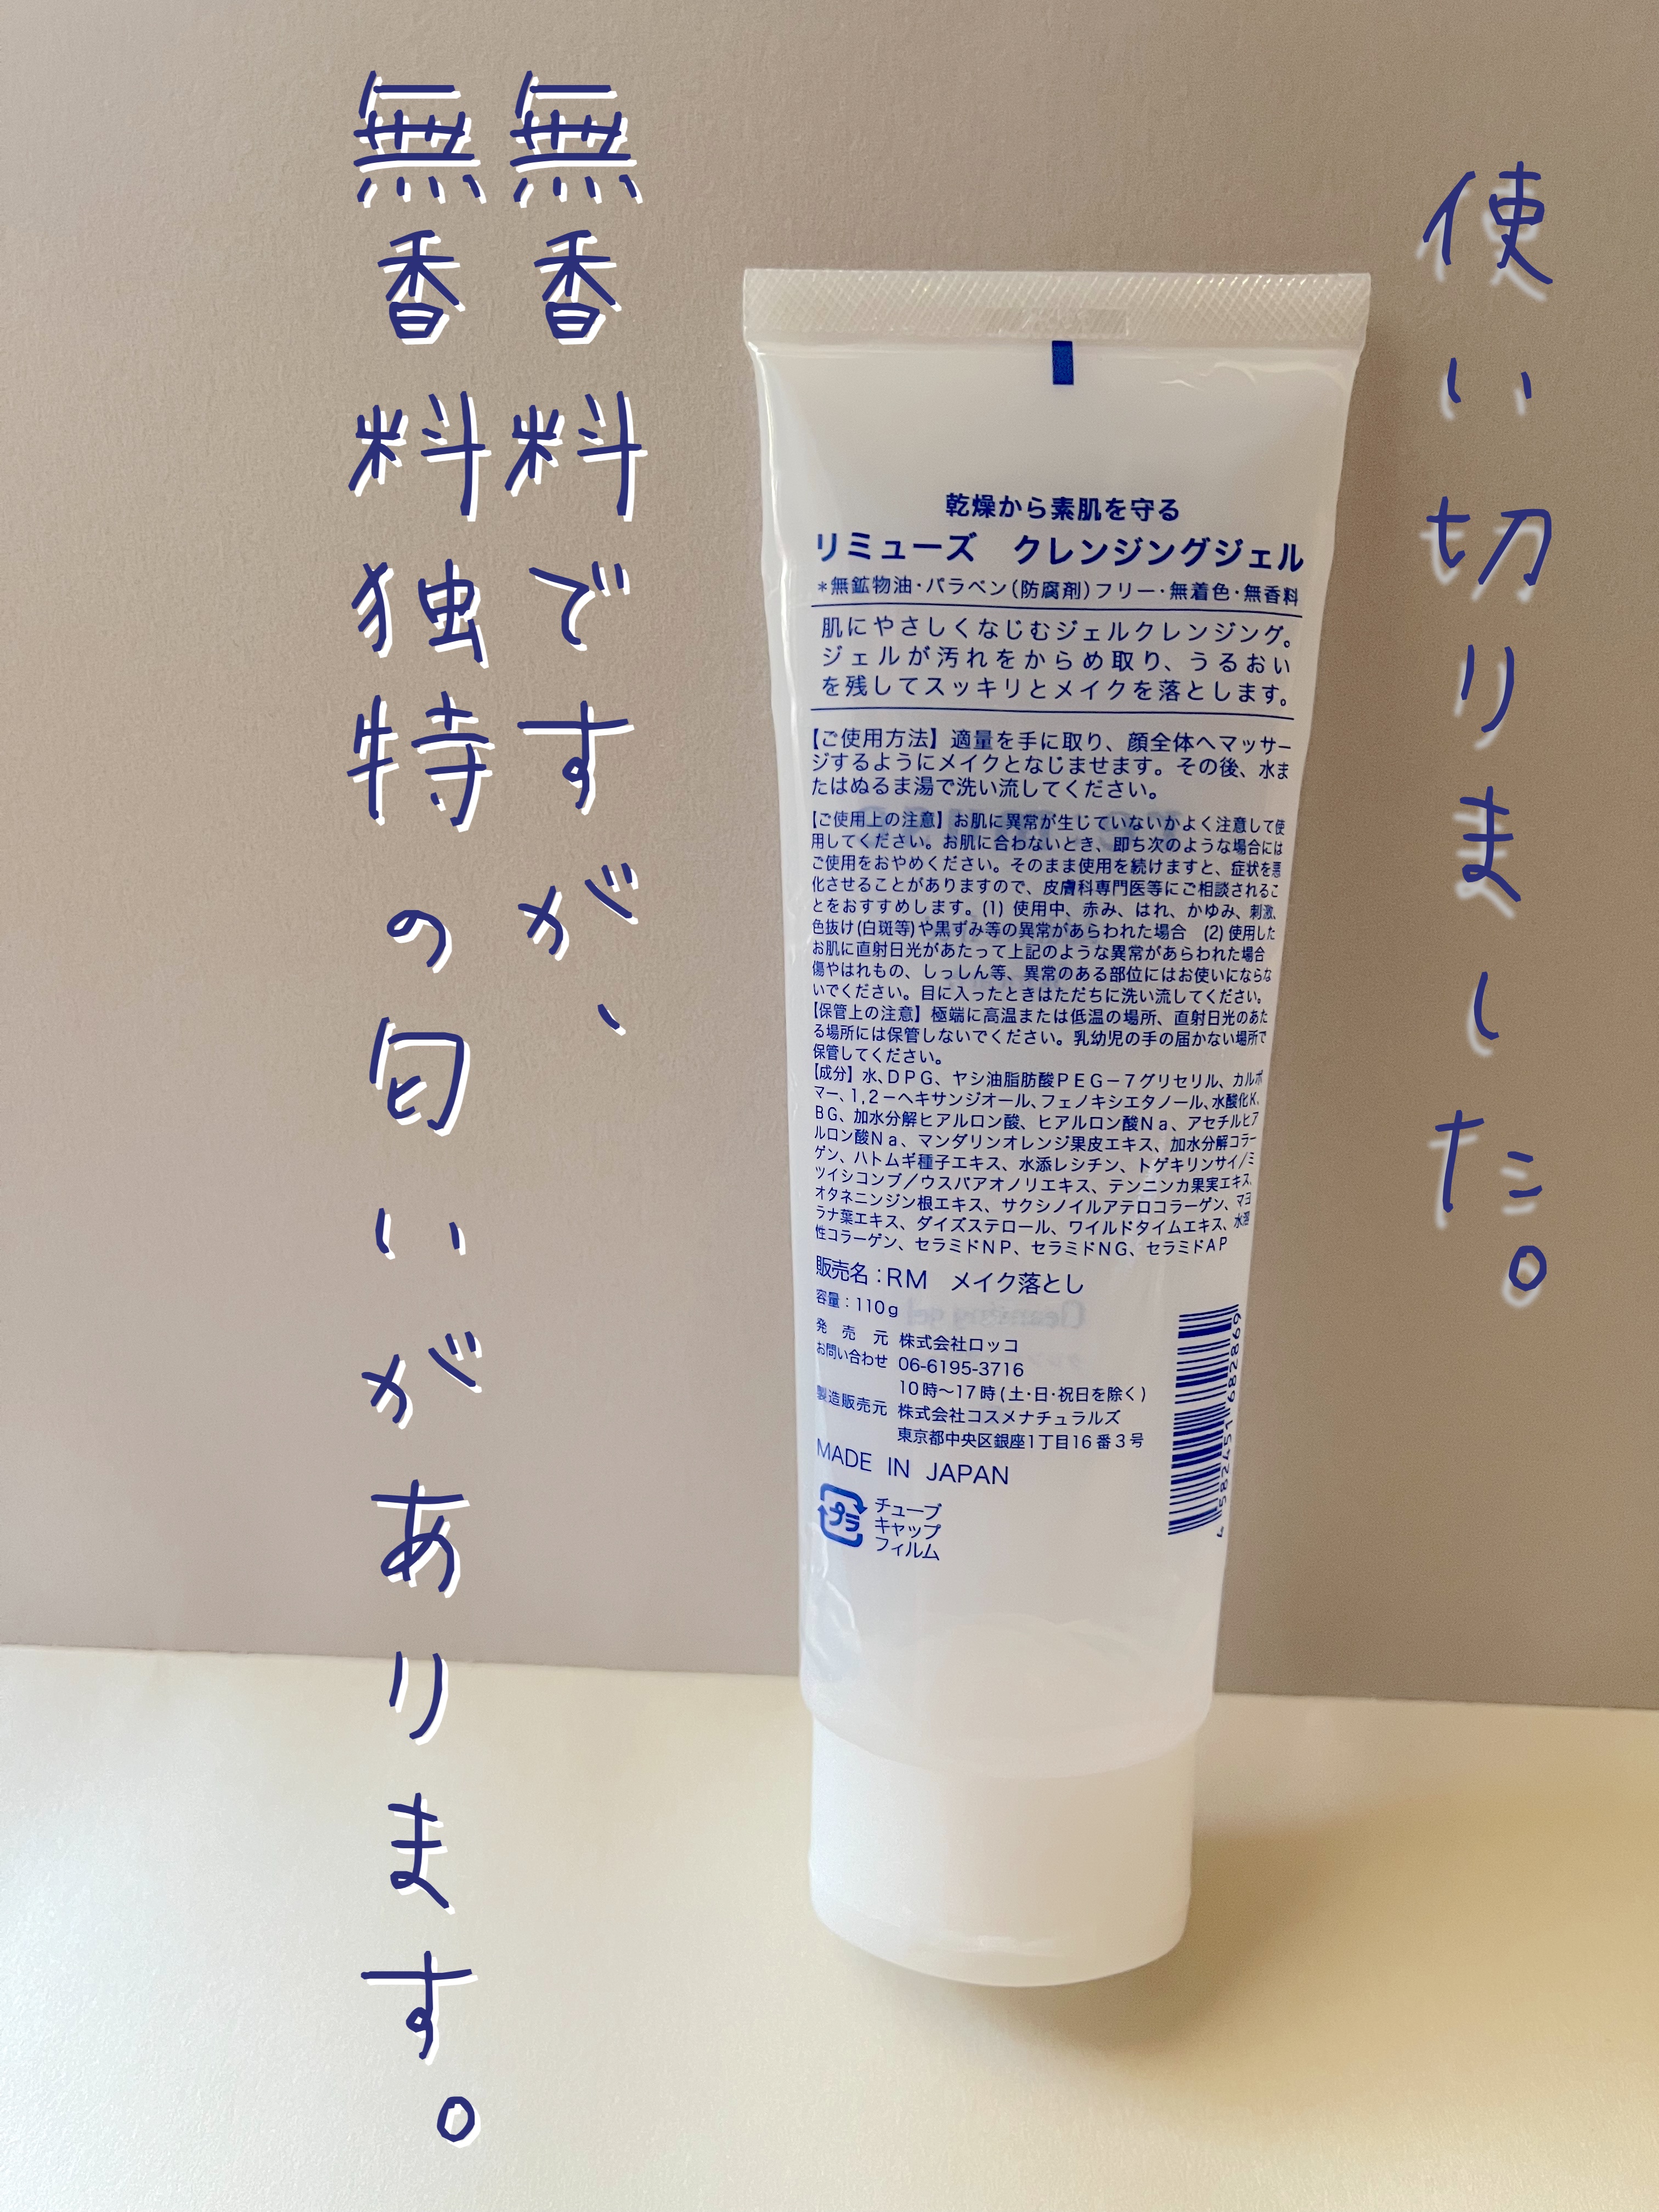 使い切りました。
無香料ですが、
無香料独特の匂いがあります。
乾燥から素肌を守る
リミューズ　クレンジングジェル
*無鉱物油・パラベン（防腐剤）フリー・無着色・無香料
肌にやさしくなじむジェルクレンジング。
ジェルが汚れをからめ取り、うるおい
を残してスッキリとメイクを落とします。
【ご使用方法】適量を手に取り、顔全体へマッサー
ジするようにメイクとなじませます。その後、水ま
たはぬるま湯で洗い流してください。
【ご使用上の注意】お肌に異常が生じていないかよく注意して使
用してください。お肌に合わないとき、即ち次のような場合には
ご使用をおやめください。そのまま使用を続けますと、症状を悪
化させることがありますので、皮膚科専門医等にご相談されるこ
とをおすすめします。(1) 使用中、赤み、はれ、かゆみ、刺激、
色抜け(白斑等)や黒ずみ等の異常があらわれた場合　(2) 使用した
お肌に直射日光があたって上記のような異常があらわれた場合
傷やはれもの、しっしん等、異常のある部位にはお使いにならな
いでください。目に入ったときはただちに洗い流してください。
【保管上の注意】極端に高温または低温の場所、直射日光のあた
る場所には保管しないでください。乳幼児の手の届かない場所で
保管してください。
【成分】水、ＤＰＧ、ヤシ油脂肪酸ＰＥＧ－７グリセリル、カルボ
マー、１,２－ヘキサンジオール、フェノキシエタノール、水酸化Ｋ、
ＢＧ、加水分解ヒアルロン酸、ヒアルロン酸Ｎａ、アセチルヒア
ルロン酸Ｎａ、マンダリンオレンジ果皮エキス、加水分解コラー
ゲン、ハトムギ種子エキス、水添レシチン、トゲキリンサイ/ミ
ツイシコンブ/ウスバアオノリエキス、テンニンカ果実エキス、
オタネニンジン根エキス、サクシノイルアテロコラーゲン、マヨ
ラナ葉エキス、ダイズステロール、ワイルドタイムエキス、水溶
性コラーゲン、セラミドＮＰ、セラミドＮＧ、セラミドＡＰ
販売名：ＲＭ　メイク落とし
容量：110g
発　売　元　株式会社ロッコ
お問い合わせ　06-6195-3716
10時～17時 (土・日・祝日を除く)
製造販売元　株式会社コスメナチュラルズ
東京都中央区銀座1丁目16番3号
MADE IN JAPAN
プラ
チューブ
キャップ
フィルム
4 582451 682869